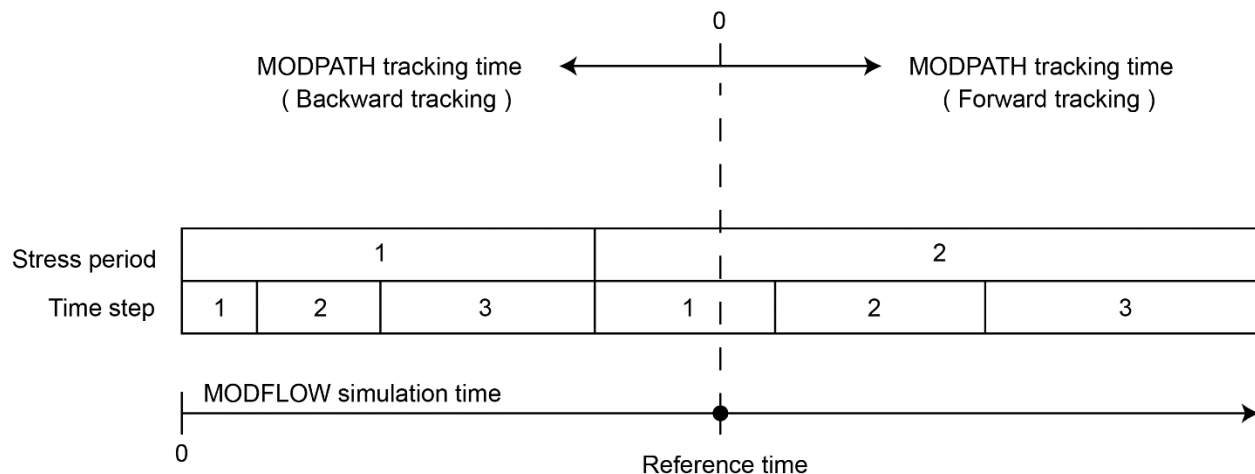 0
MODPATH tracking time
( Backward tracking )
MODPATH tracking time
( Forward tracking )
Stress period
1
2
Time step
1
2
3
1
2
3
MODFLOW simulation time
0
Reference time